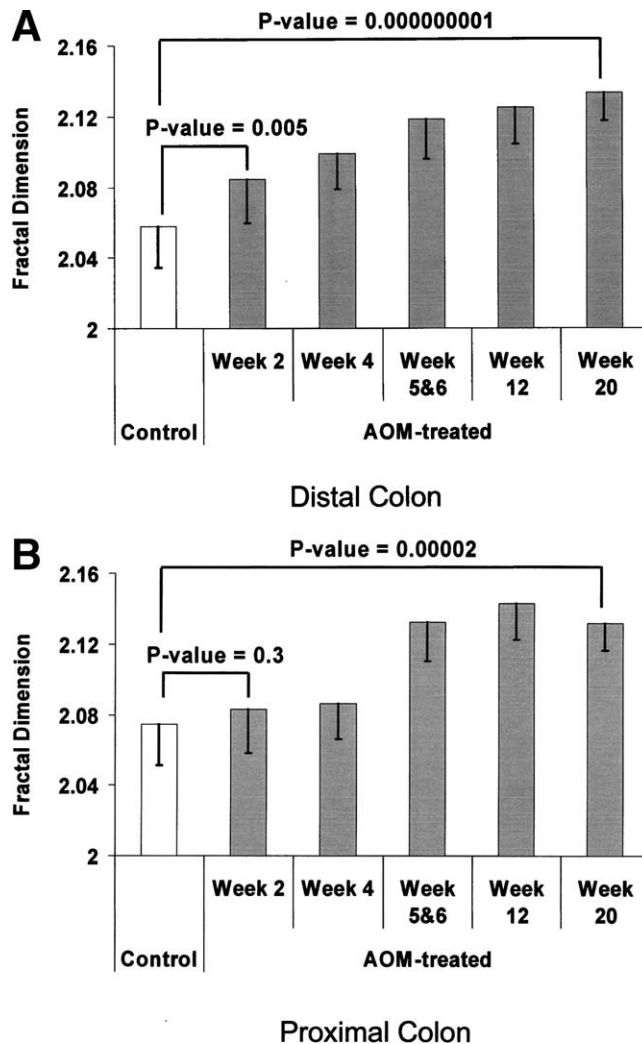 A
P-value = 0.000000001
2.16
P-value = 0.005
2.12
2.08
2.04
2
Fractal Dimension
Week 2 Week 4 Week 5&6 Week 12 Week 20
Control AOM-treated
Distal Colon
B
P-value = 0.00002
2.16
P-value = 0.3
2.12
2.08
2.04
2
Fractal Dimension
Week 2 Week 4 Week 5&6 Week 12 Week 20
Control AOM-treated
Proximal Colon